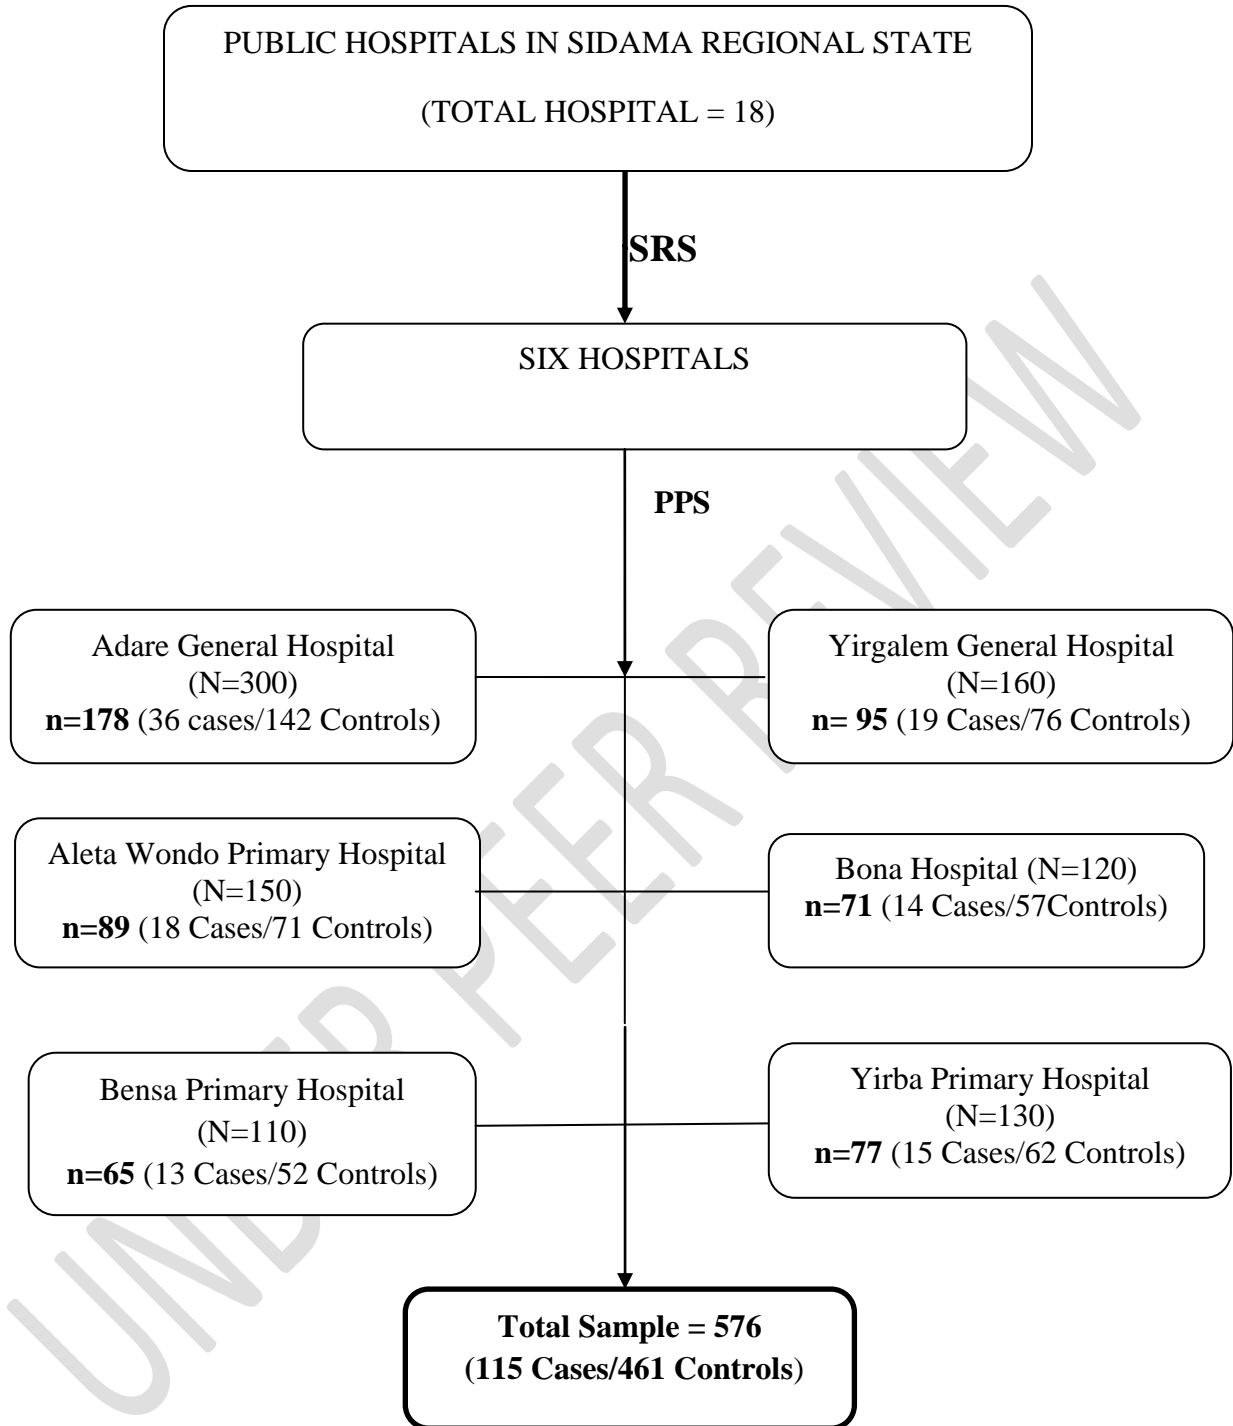 PUBLIC HOSPITALS IN SIDAMA REGIONAL STATE
(TOTAL HOSPITAL = 18)
SRS
SIX HOSPITALS
PPS
Adare General Hospital
(N=300)
n=178 (36 cases/142 Controls)
Yirgalem General Hospital
(N=160)
n= 95 (19 Cases/76 Controls)
Aleta Wondo Primary Hospital
(N=150)
n=89 (18 Cases/71 Controls)
Bona Hospital (N=120)
n=71 (14 Cases/57Controls)
Bensa Primary Hospital
(N=110)
n=65 (13 Cases/52 Controls)
Yirba Primary Hospital
(N=130)
n=77 (15 Cases/62 Controls)
Total Sample = 576
(115 Cases/461 Controls)
UNDER PEER REVIEW